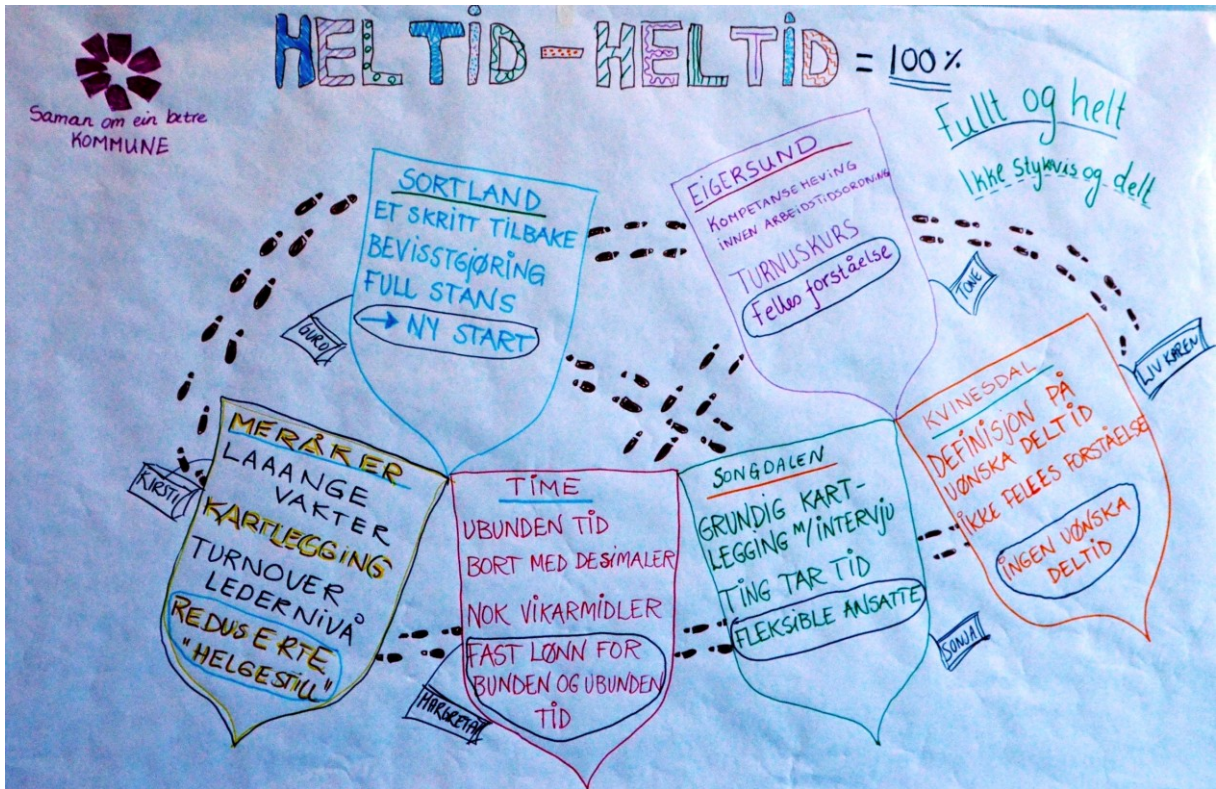 HELTID - HELTID = 100%
Saman om ein betre
KOMMUNE
Fullt og helt
Ikke stykvis og delt
SORTLAND
ET SKRITT TILBAKE
BEVISSTGJØRING
FULL STANS
→ NY START
GURO
EIGERSUND
KOMPETANSEHEVING
INNEN ARBEIDSTIDSORDNING
TURNUSKURS
Felles forståelse
TONE
LIV KAREN
MERÅKER
LAAANGE
VAKTER
KARTLEGGING
TURNOVER
LEDERNIVÅ
REDUSERTE
"HELGESTILL"
KIRSTI
TIME
UBUNDEN TID
BORT MED DESIMALER
NOK VIKARMIDLER
FAST LØNN FOR
BUNDEN OG UBUNDEN
TID
SONGDALEN
GRUNDIG KART-
LEGGING M/INTERVJU
TING TAR TID
FLEKSIBLE ANSATTE
SONJA
KVINESDAL
DEFINISJON PÅ
UØNSKA DELTID
IKKE FELEES FORSTÅELSE
INGEN UØNSKA
DELTID